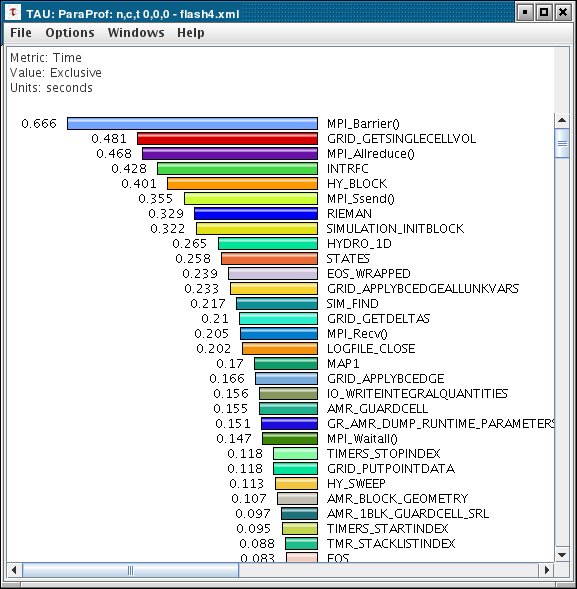 TAU: ParaProf: n,c,t 0,0,0 - flash4.xml
File Options Windows Help
Metric: Time
Value: Exclusive
Units: seconds
0.666 MPI_Barrier()
0.481 GRID_GETSINGLECELLVOL
0.468 MPI_Allreduce()
0.428 INTRFC
0.401 HY_BLOCK
0.355 MPI_Ssend()
0.329 RIEMAN
0.322 SIMULATION_INITBLOCK
0.265 HYDRO_1D
0.258 STATES
0.239 EOS_WRAPPED
0.233 GRID_APPLYBCEDGEALLUNKVARS
0.217 SIM_FIND
0.21 GRID_GETDELTAS
0.205 MPI_Recv()
0.202 LOGFILE_CLOSE
0.17 MAP1
0.166 GRID_APPLYBCEDGE
0.156 IO_WRITEINTEGRALQUANTITIES
0.155 AMR_GUARDCELL
0.151 GR_AMR_DUMP_RUNTIME_PARAMETERS
0.147 MPI_Waitall()
0.118 TIMERS_STOPINDEX
0.118 GRID_PUTPOINTDATA
0.113 HY_SWEEP
0.107 AMR_BLOCK_GEOMETRY
0.097 AMR_1BLK_GUARDCELL_SRL
0.095 TIMERS_STARTINDEX
0.088 TMR_STACKLISTINDEX
0.083 EOS